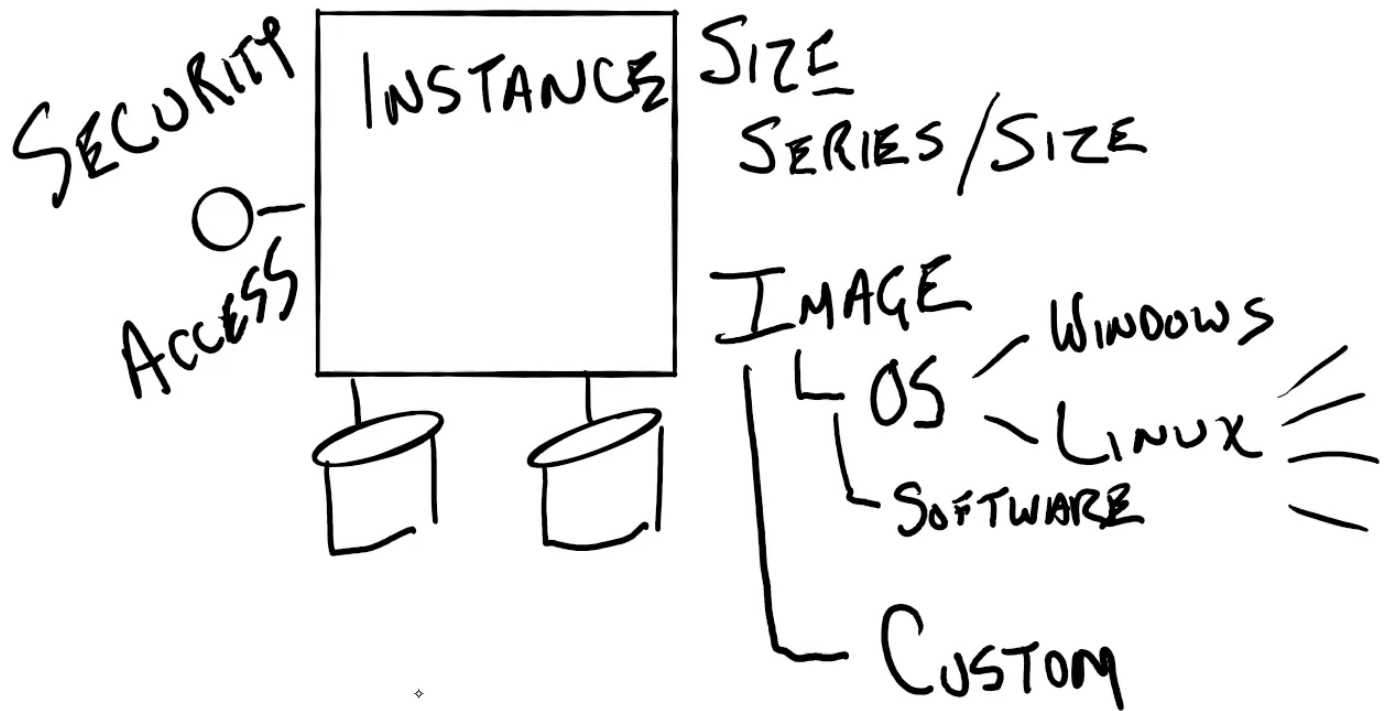 SECURITY
ACCESS
INSTANCE
SIZE
SERIES/SIZE
IMAGE
OS
WINDOWS
LINUX
SOFTWARE
CUSTOM